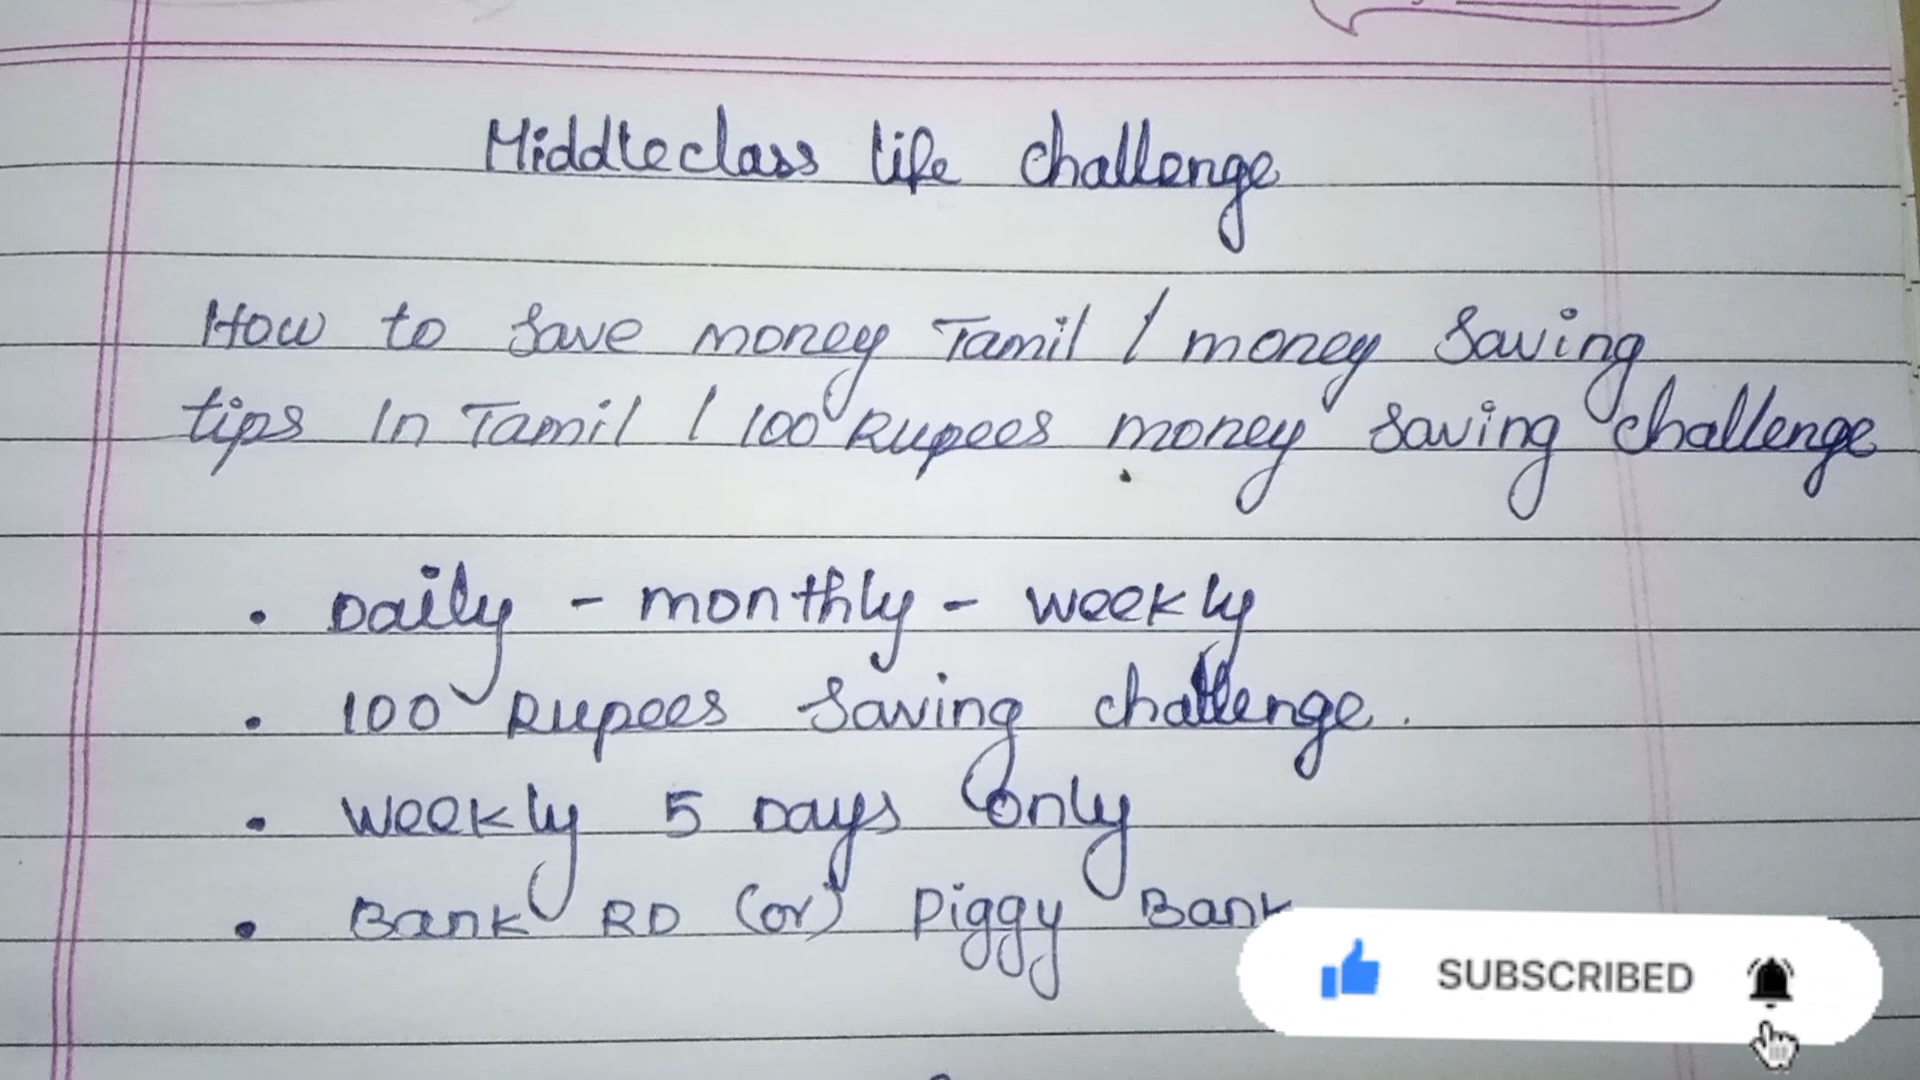 Middleclass life challenge
How to save money Tamil / money saving
tips In Tamil / 100 Rupees money saving challenge
• Daily - monthly - weekly
• 100 Rupees saving challenge.
• weekly 5 Days only
• Bank RD (or) Piggy Bank
SUBSCRIBED